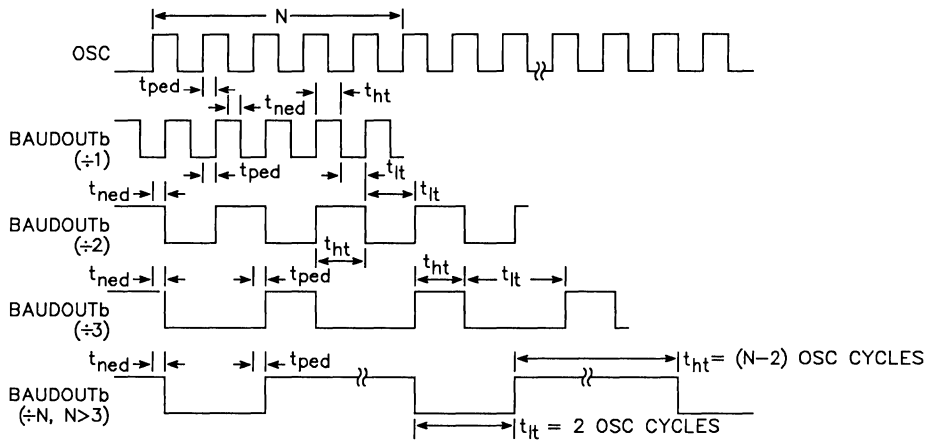 N
OSC
tped
tned
tht
BAUDOUTb
(÷1)
tped
tlt
tned
tlt
BAUDOUTb
(÷2)
tht
tned
tped
tht
tlt
BAUDOUTb
(÷3)
tned
tped
tht = (N-2) OSC CYCLES
BAUDOUTb
(÷N, N>3)
tlt = 2 OSC CYCLES